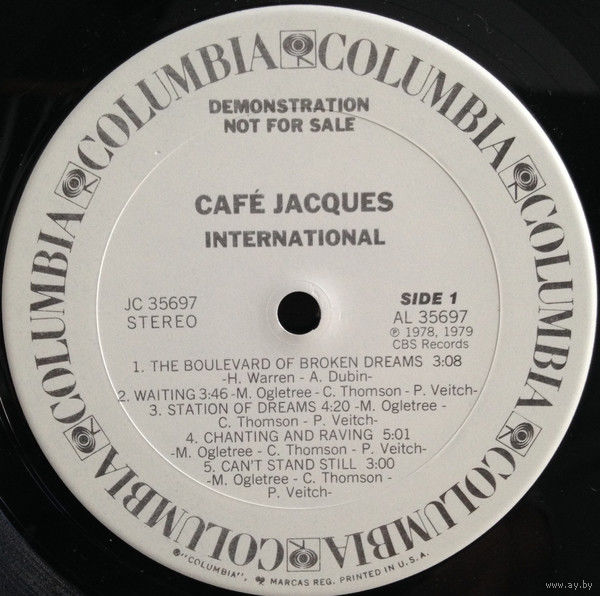 COLUMBIA COLUMBIA COLUMBIA COLUMBIA COLUMBIA COLUMBIA
DEMONSTRATION
NOT FOR SALE
CAFÉ JACQUES
INTERNATIONAL
JC 35697
STEREO
SIDE 1
AL 35697
℗ 1978, 1979
CBS Records
1. THE BOULEVARD OF BROKEN DREAMS 3:08
-H. Warren - A. Dubin-
2. WAITING 3:46 -M. Ogletree - C. Thomson - P. Veitch-
3. STATION OF DREAMS 4:20 -M. Ogletree -
C. Thomson - P. Veitch-
4. CHANTING AND RAVING 5:01
-M. Ogletree - C. Thomson - P. Veitch-
5. CAN'T STAND STILL 3:00
-M. Ogletree - C. Thomson -
P. Veitch-
® "COLUMBIA", MARCAS REG. PRINTED IN U.S.A.
www.ay.by